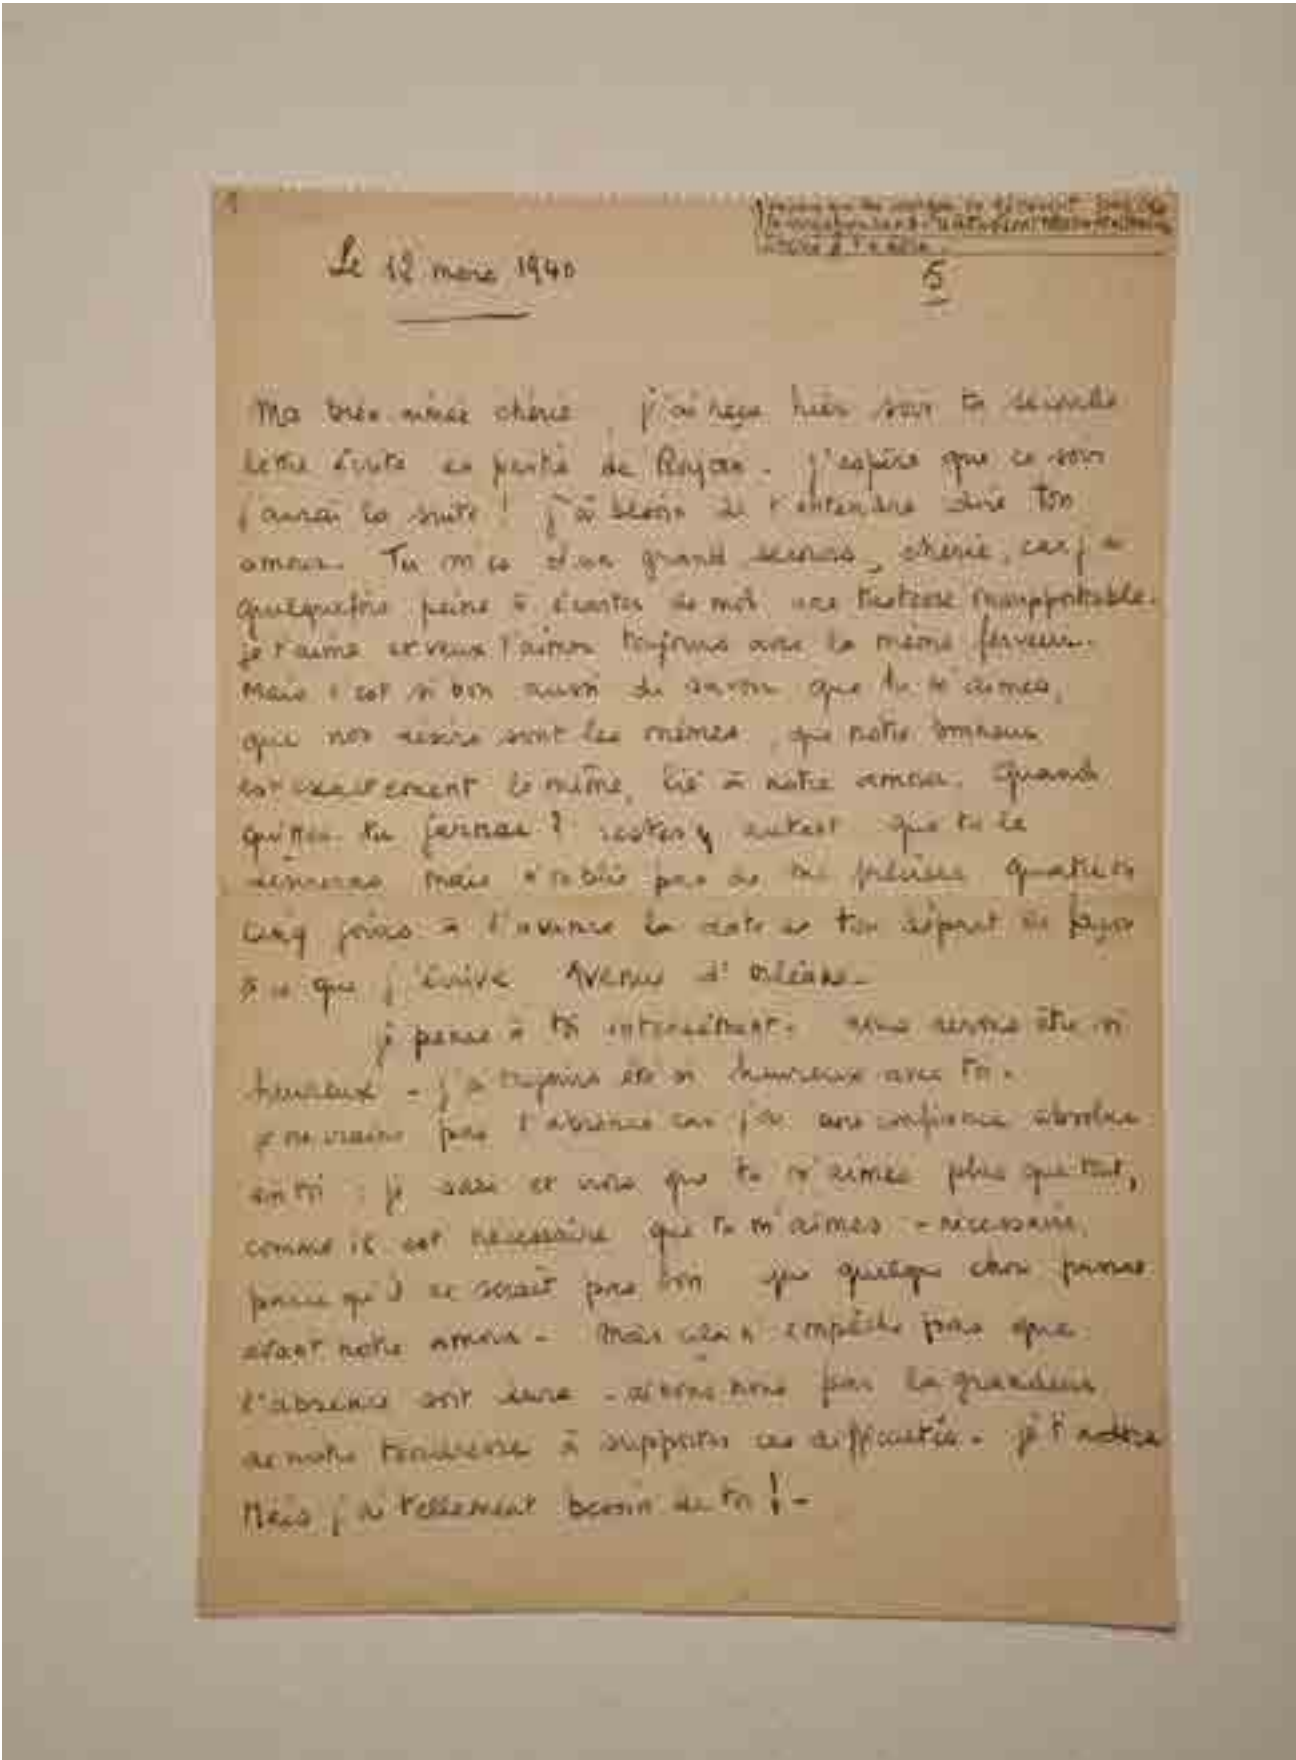 1
Le 12 mars 1940
5
Ma très aimée chérie, j'ai reçu hier soir ta seconde
lettre écrite en partie de Royan. j'espère que ce soir
j'aurai la suite ! j'ai besoin de t'entendre dire ton
amour. Tu m'es d'un grand secours, chérie, car j'ai
quelquefois peine à écarter de moi une tristesse insupportable.
je t'aime et veux t'aimer toujours avec la même ferveur.
Mais c'est si bon aussi de savoir que tu m'aimes,
que nos désirs sont les mêmes, que notre bonheur
est exactement le même, lié à notre amour. Quand
quittes-tu ? restes y autant que tu le
désireras mais n'oublie pas de me préciser quatre à
cinq jours à l'avance la date de ton départ de façon
à ce que j'écrive Avenue d'Orléans.
je pense à toi intensément. nous devons être si
heureux - j'ai toujours été si heureux avec toi.
je ne crains pas l'absence car j'ai une confiance absolue
en toi : je sais et crois que tu m'aimes plus que tout,
comme il est nécessaire que tu m'aimes - nécessaire
parce qu'il ne serait pas bon que quelque chose passe
avant notre amour. Mais cela n'empêche pas que
l'absence soit dure - aidons nous par la grandeur
de notre tendresse à supporter ces difficultés. je t'adore
Mais j'ai tellement besoin de toi ! -